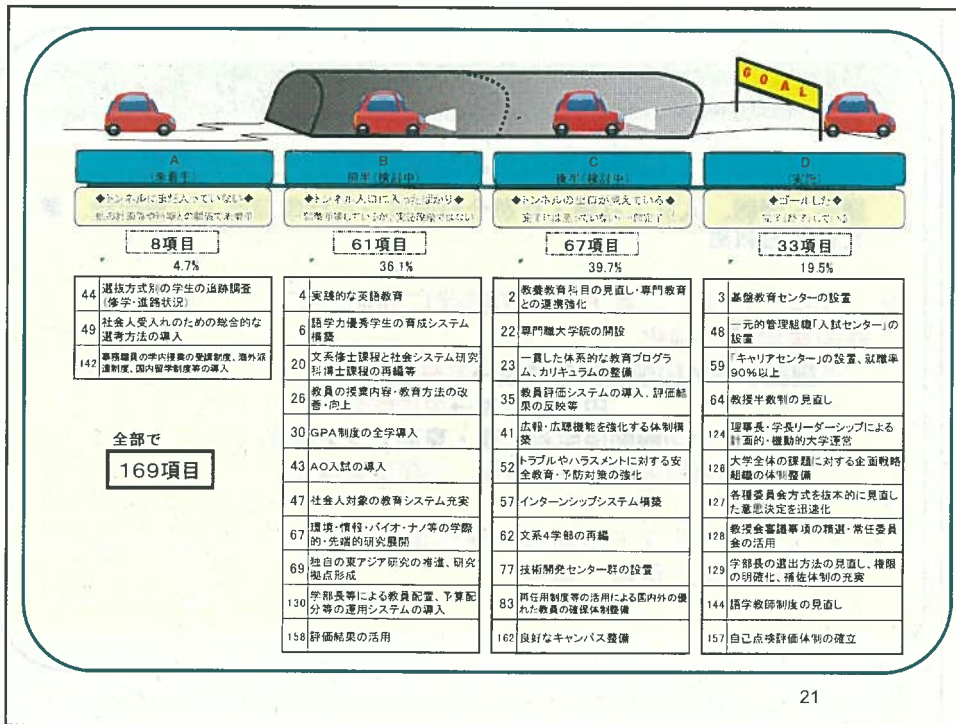 GOAL
A
(未着手)
B
前半(検討中)
C
後半(検討中)
D
(実施)
◆トンネルにまだ入っていない◆
◆トンネル入口に入ったばかり◆
◆トンネルの出口が見えている◆
◆ゴールした◆
8項目
4.7%
61項目
36.1%
67項目
39.7%
33項目
19.5%
44 選抜方式別の学生の追跡調査
(修学・進路状況)
49 社会人受入れのための総合的な
選考方法の導入
142 事務職員の学内授業の受講制度、海外派
遣制度、国内留学制度等の導入
全部で
169項目
4 実践的な英語教育
6 語学力優秀学生の育成システム
構築
20 文系修士課程と社会システム研究
科博士課程の再編等
26 教員の授業内容・教育方法の改
善・向上
30 GPA制度の全学導入
43 AO入試の導入
47 社会人対象の教育システム充実
67 環境・情報・バイオ・ナノ等の学際
的・先端的研究展開
69 独自の東アジア研究の推進、研究
拠点形成
130 学部長等による教員配置、予算配
分等の運用システムの導入
158 評価結果の活用
2 教養教育科目の見直し・専門教育
との連携強化
22 専門職大学院の開設
23 一貫した体系的な教育プログラ
ム、カリキュラムの整備
35 教員評価システムの導入、評価結
果の反映等
41 広報・広聴機能を強化する体制構
築
52 トラブルやハラスメントに対する安
全教育・予防対策の強化
57 インターンシップシステム構築
62 文系4学部の再編
77 技術開発センター群の設置
83 再任用制度等の活用による国内外の優
れた教員の確保体制整備
162 良好なキャンパス整備
3 基盤教育センターの設置
48 一元的管理組織「入試センター」の
設置
59 「キャリアセンター」の設置、就職率
90%以上
64 教授半数制の見直し
124 理事長・学長リーダーシップによる
計画的・機動的大学運営
126 大学全体の課題に対する企画戦略
組織の体制整備
127 各種委員会方式を抜本的に見直し
た意思決定を迅速化
128 教授会審議事項の精選・常任委員
会の活用
129 学部長の選出方法の見直し、権限
の明確化、補佐体制の充実
144 語学教師制度の見直し
157 自己点検評価体制の確立
21